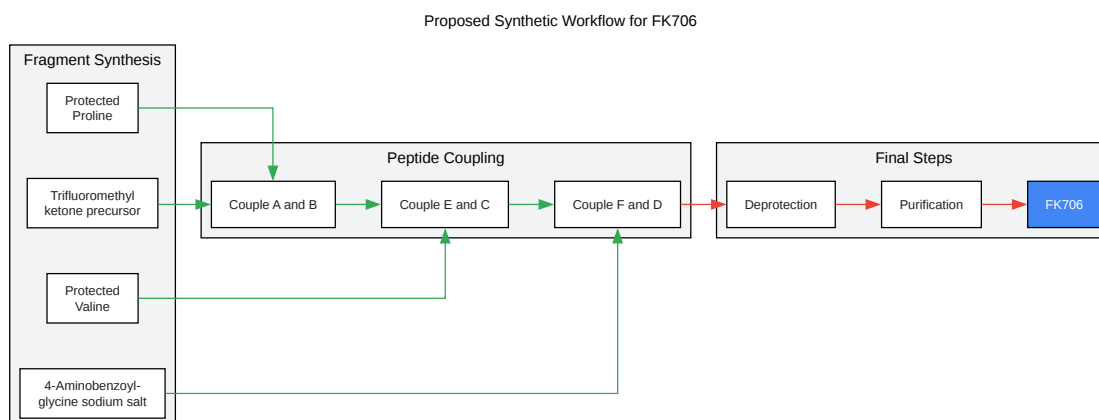 Proposed Synthetic Workflow for FK706
Fragment Synthesis
Protected
Proline
Trifluoromethyl
ketone precursor
Protected
Valine
4-Aminobenzoyl-
glycine sodium salt
Peptide Coupling
Couple A and B
Couple E and C
Couple F and D
Final Steps
Deprotection
Purification
FK706